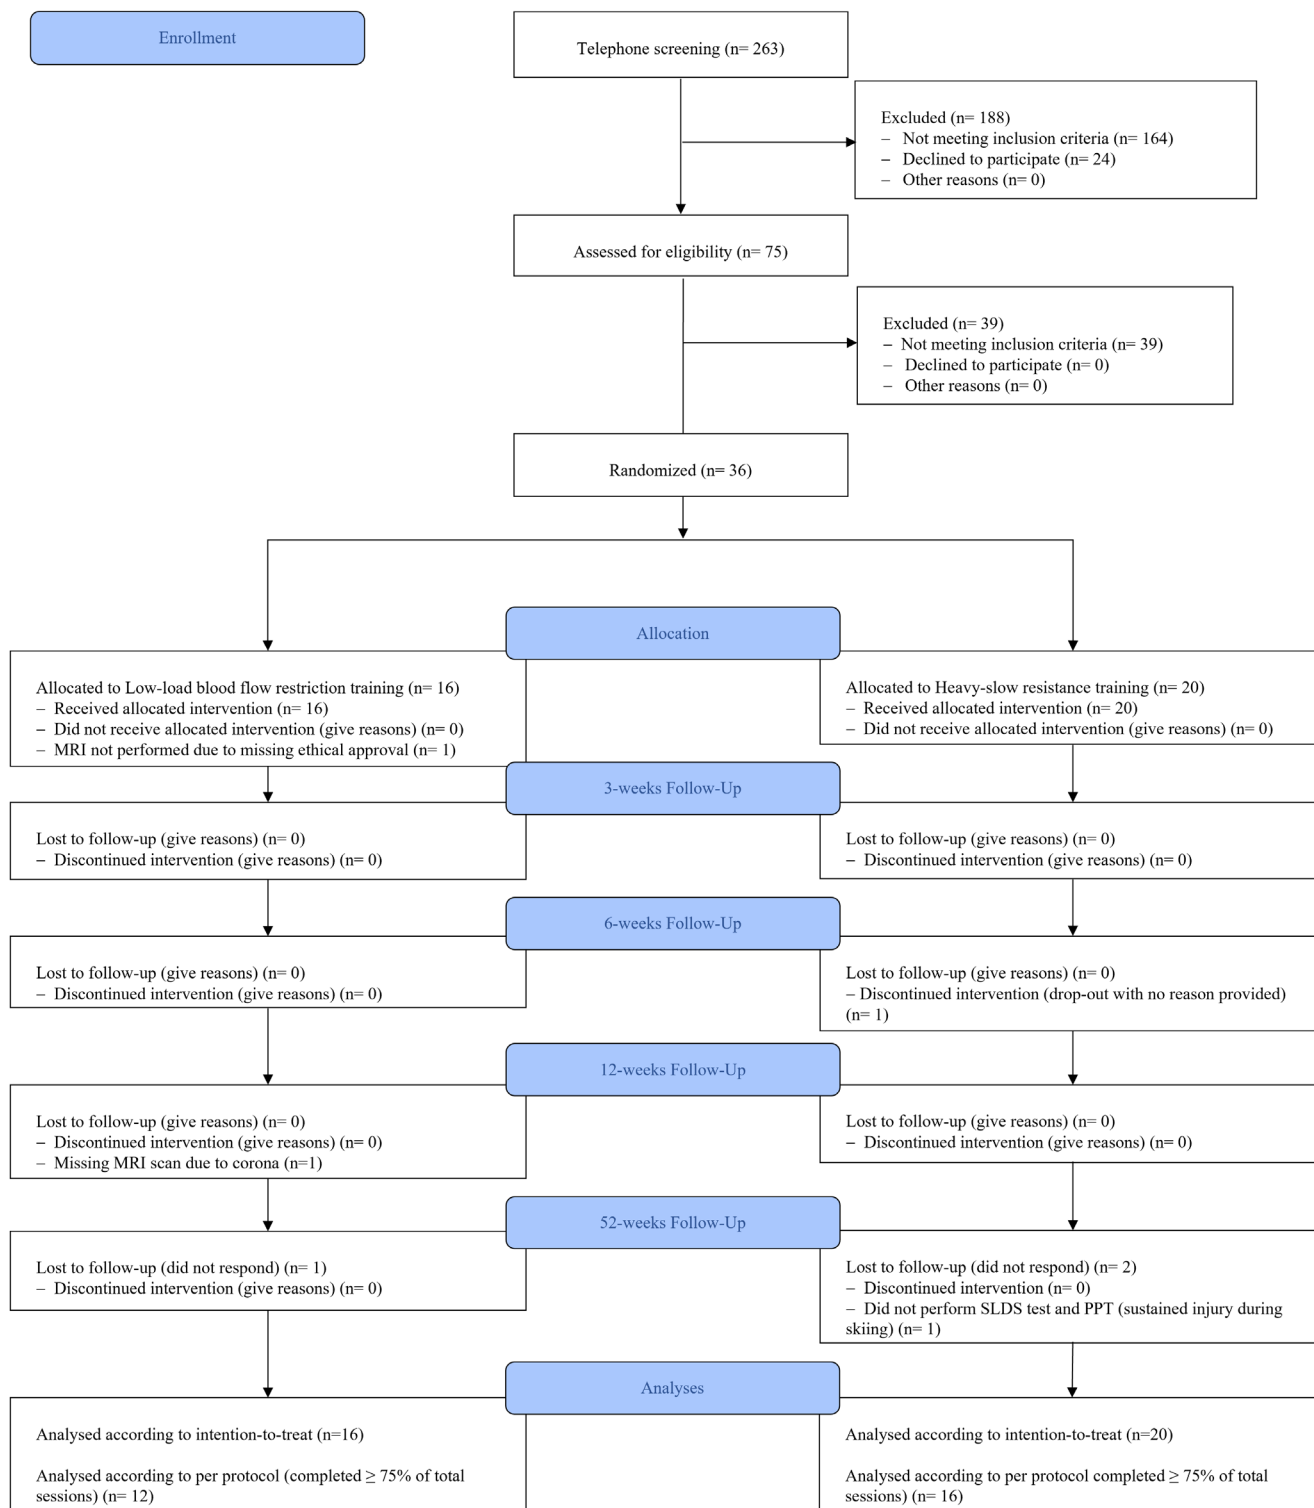 Enrollment
Telephone screening (n= 263)
Excluded (n= 188)
– Not meeting inclusion criteria (n= 164)
– Declined to participate (n= 24)
– Other reasons (n= 0)
Assessed for eligibility (n= 75)
Excluded (n= 39)
– Not meeting inclusion criteria (n= 39)
– Declined to participate (n= 0)
– Other reasons (n= 0)
Randomized (n= 36)
Allocation
Allocated to Low-load blood flow restriction training (n= 16)
– Received allocated intervention (n= 16)
– Did not receive allocated intervention (give reasons) (n= 0)
– MRI not performed due to missing ethical approval (n= 1)
Allocated to Heavy-slow resistance training (n= 20)
– Received allocated intervention (n= 20)
– Did not receive allocated intervention (give reasons) (n= 0)
3-weeks Follow-Up
Lost to follow-up (give reasons) (n= 0)
– Discontinued intervention (give reasons) (n= 0)
Lost to follow-up (give reasons) (n= 0)
– Discontinued intervention (give reasons) (n= 0)
6-weeks Follow-Up
Lost to follow-up (give reasons) (n= 0)
– Discontinued intervention (give reasons) (n= 0)
Lost to follow-up (give reasons) (n= 0)
– Discontinued intervention (drop-out with no reason provided)
(n= 1)
12-weeks Follow-Up
Lost to follow-up (give reasons) (n= 0)
– Discontinued intervention (give reasons) (n= 0)
– Missing MRI scan due to corona (n=1)
Lost to follow-up (give reasons) (n= 0)
– Discontinued intervention (give reasons) (n= 0)
52-weeks Follow-Up
Lost to follow-up (did not respond) (n= 1)
– Discontinued intervention (give reasons) (n= 0)
Lost to follow-up (did not respond) (n= 2)
– Discontinued intervention (n= 0)
– Did not perform SLDS test and PPT (sustained injury during
skiing) (n= 1)
Analyses
Analysed according to intention-to-treat (n=16)
Analysed according to per protocol (completed ≥ 75% of total
sessions) (n= 12)
Analysed according to intention-to-treat (n=20)
Analysed according to per protocol completed ≥ 75% of total
sessions) (n= 16)